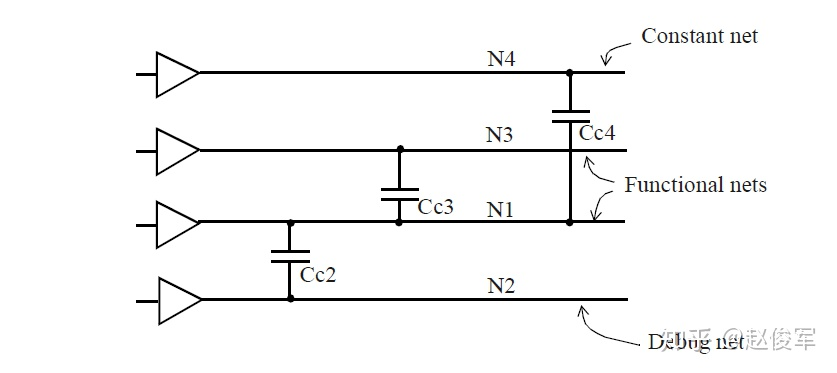 Constant net
N4
Cc4
N3
Functional nets
Cc3
N1
Cc2
N2
Debug net
知乎 @赵俊军